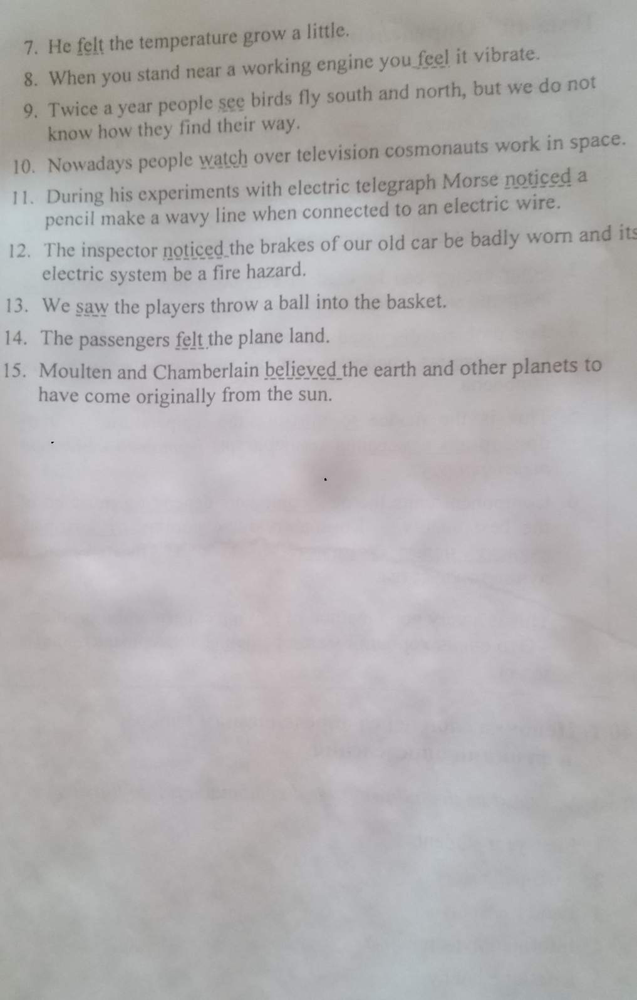 7. He felt the temperature grow a little.
8. When you stand near a working engine you feel it vibrate.
9. Twice a year people see birds fly south and north, but we do not
know how they find their way.
10. Nowadays people watch over television cosmonauts work in space.
11. During his experiments with electric telegraph Morse noticed a
pencil make a wavy line when connected to an electric wire.
12. The inspector noticed the brakes of our old car be badly worn and its
electric system be a fire hazard.
13. We saw the players throw a ball into the basket.
14. The passengers felt the plane land.
15. Moulten and Chamberlain believed the earth and other planets to
have come originally from the sun.